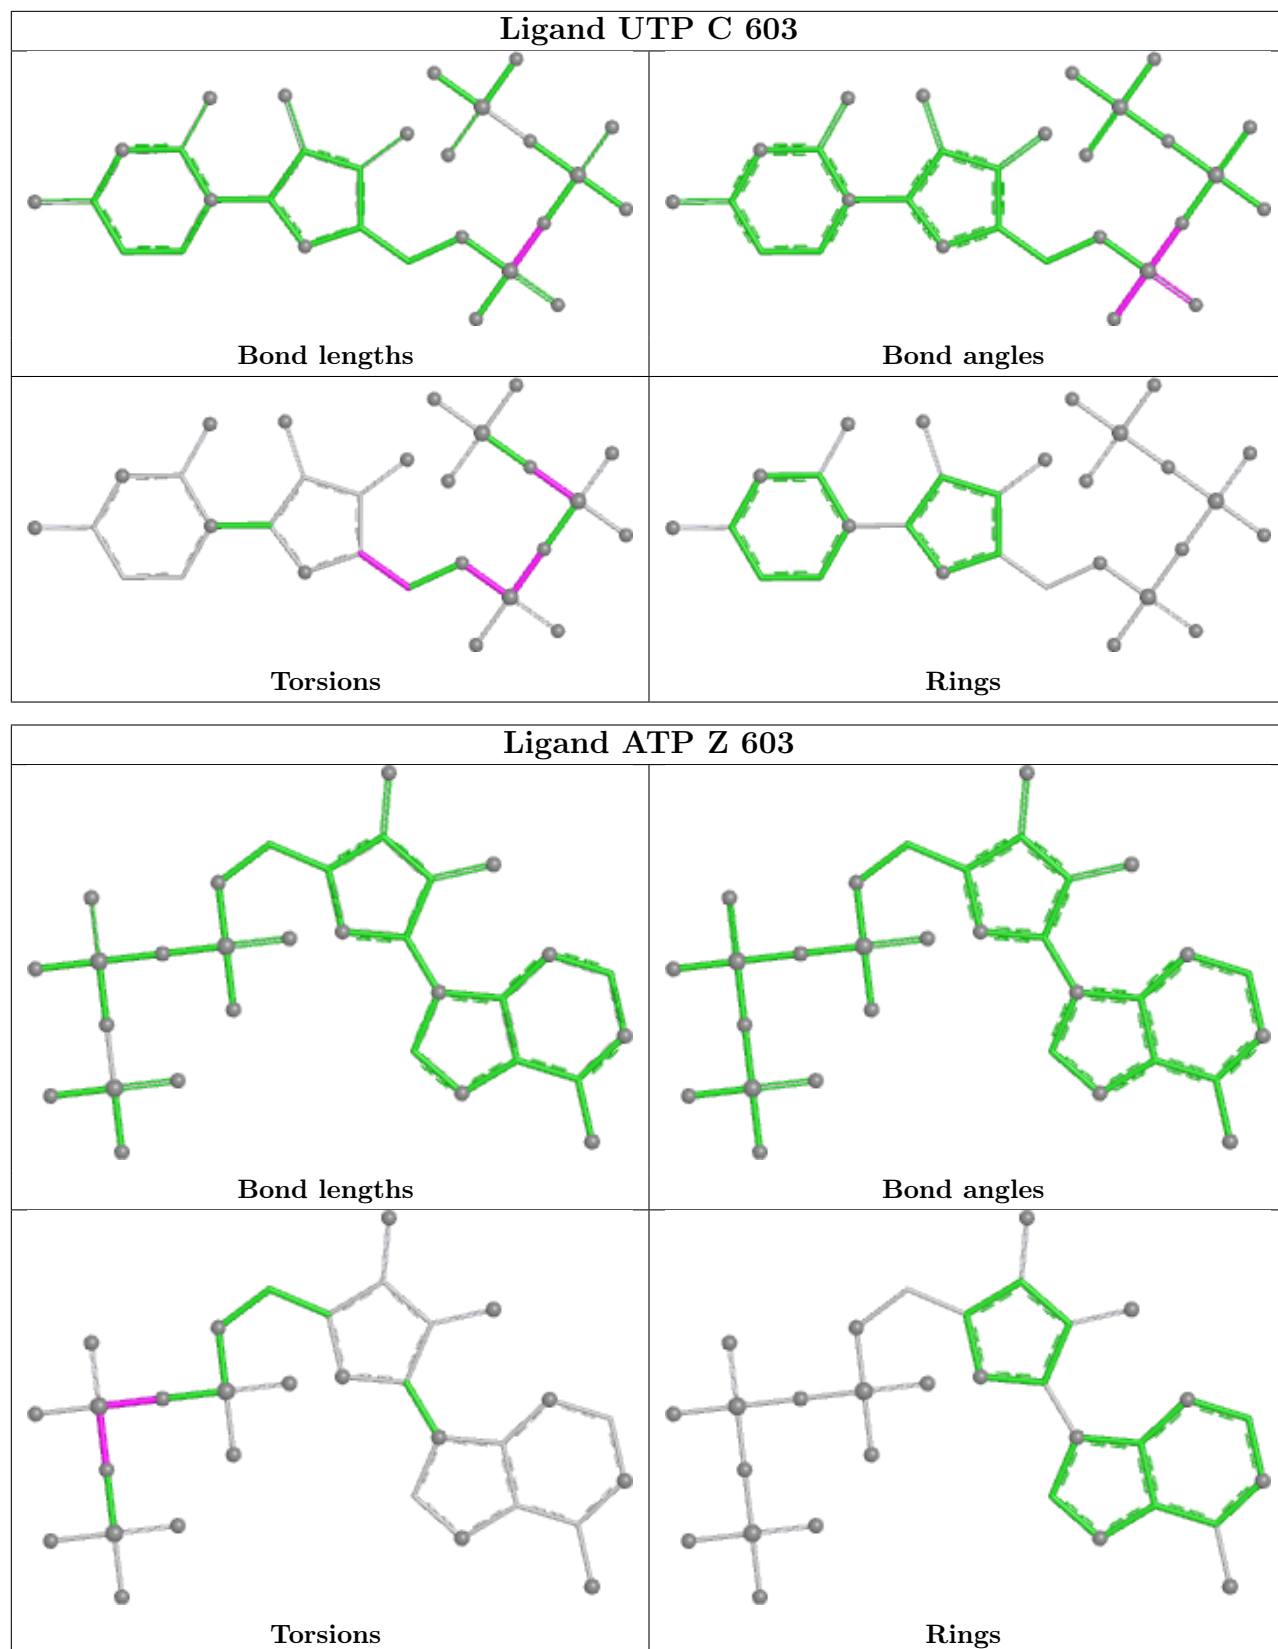 Ligand UTP C 603
Bond lengths
Bond angles
Torsions
Rings
Ligand ATP Z 603
Bond lengths
Bond angles
Torsions
Rings